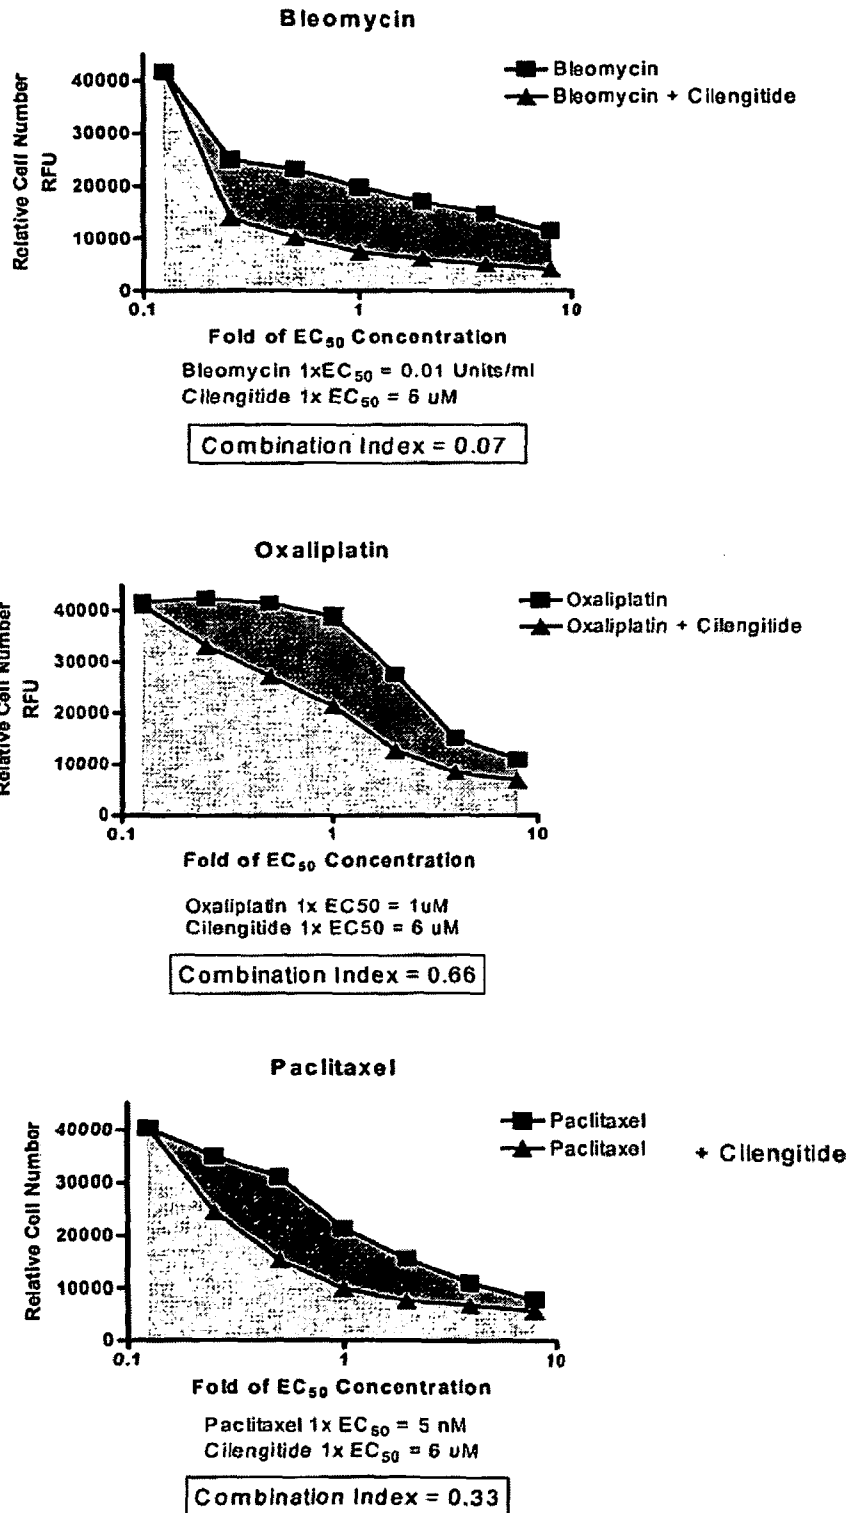 Bleomycin
Relative Cell Number
RFU
40000
30000
20000
10000
0
0.1
1
10
Bleomycin
Bleomycin + Cilengitide
Fold of EC50 Concentration
Bleomycin 1xEC50 = 0.01 Units/ml
Cilengitide 1x EC50 = 6 uM
Combination Index = 0.07
Oxaliplatin
Relative Cell Number
RFU
40000
30000
20000
10000
0
0.1
1
10
Oxaliplatin
Oxaliplatin + Cilengitide
Fold of EC50 Concentration
Oxaliplatin 1x EC50 = 1uM
Cilengitide 1x EC50 = 6 uM
Combination Index = 0.66
Paclitaxel
Relative Cell Number
40000
30000
20000
10000
0
0.1
1
10
Paclitaxel
Paclitaxel + Cilengitide
Fold of EC50 Concentration
Paclitaxel 1x EC50 = 5 nM
Cilengitide 1x EC50 = 6 uM
Combination Index = 0.33